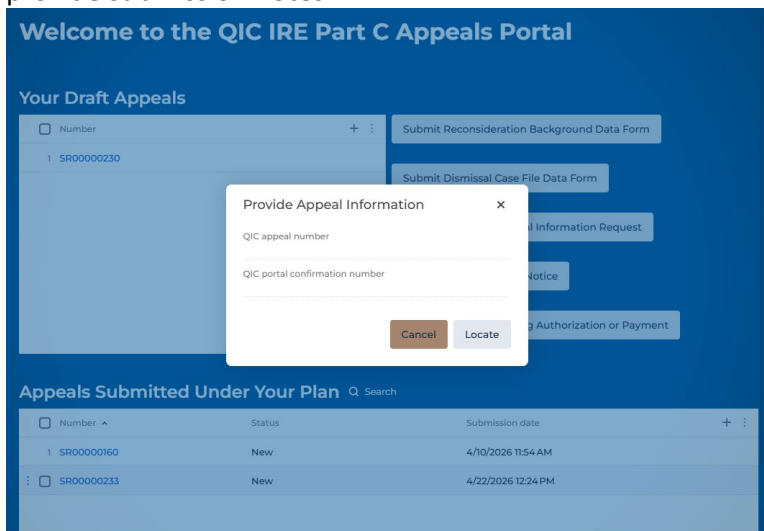 Welcome to the QIC IRE Part C Appeals Portal
Your Draft Appeals
Number
1 SR00000230
Submit Reconsideration Background Data Form
Submit Dismissal Case File Data Form
Information Request
Notice
Authorization or Payment
Provide Appeal Information
QIC appeal number
QIC portal confirmation number
Cancel Locate
Appeals Submitted Under Your Plan Search
Number Status Submission date
1 SR00000160 New 4/10/2026 11:54 AM
SR00000233 New 4/22/2026 12:24 PM